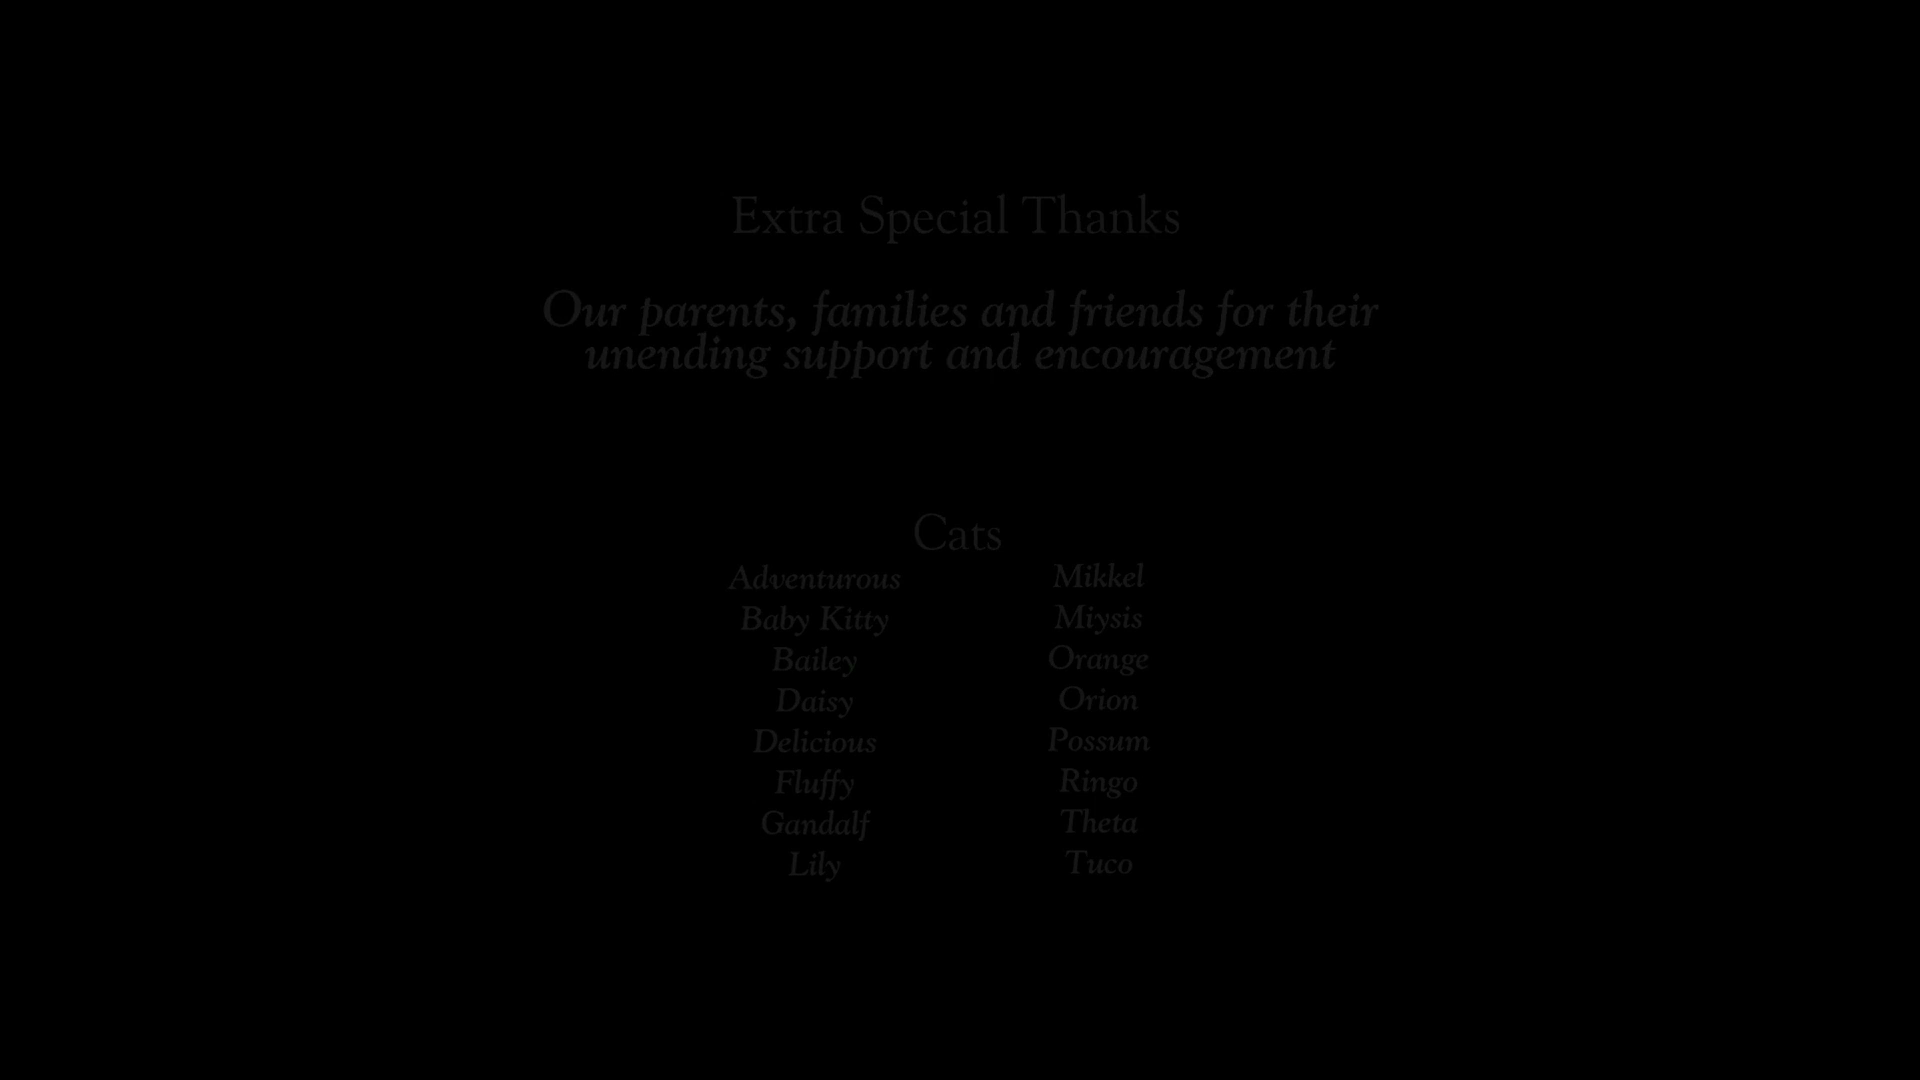 Extra Special Thanks
Our parents, families and friends for their
unending support and encouragement
Cats
Adventurous
Baby Kitty
Bailey
Daisy
Delicious
Fluffy
Gandalf
Lily
Mikkel
Miysis
Orange
Orion
Possum
Ringo
Theta
Tuco